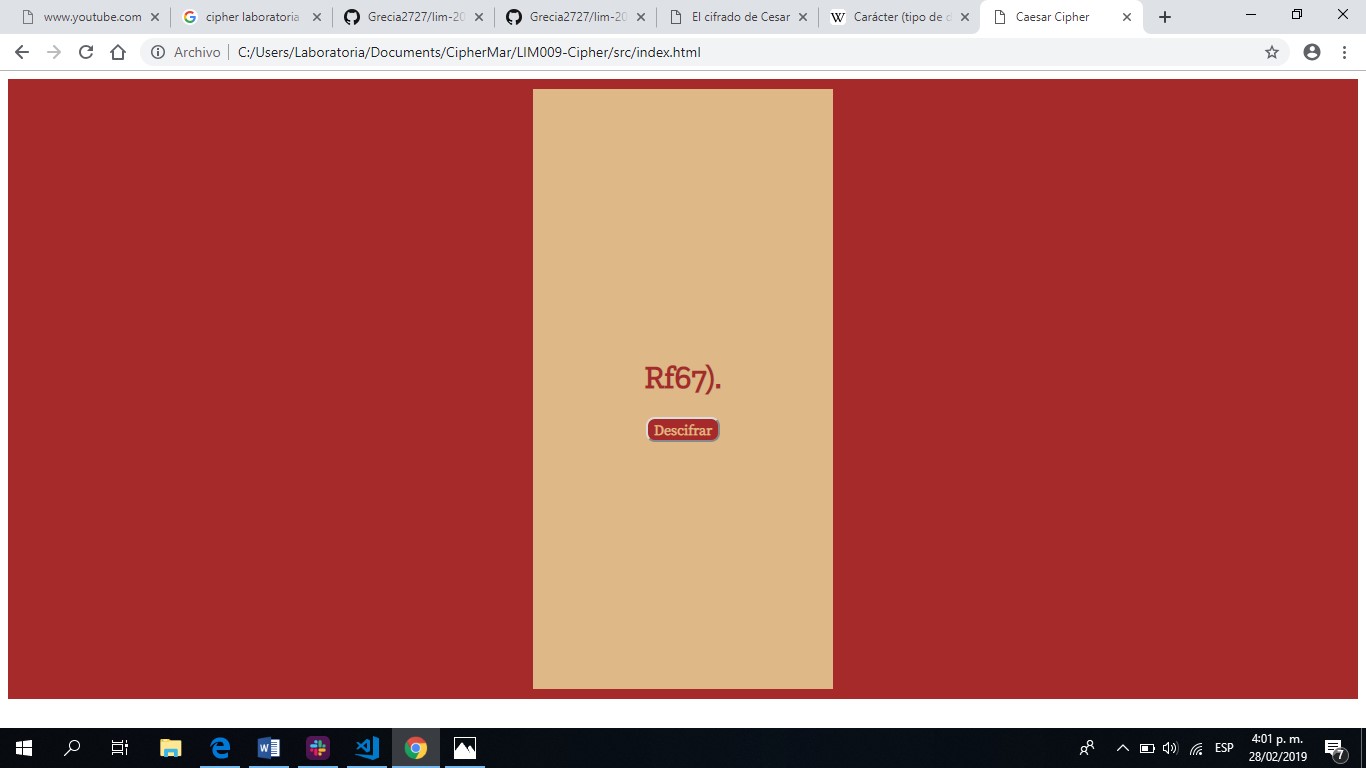 www.youtube.com
cipher laboratoria
Grecia2727/lim-20
Grecia2727/lim-20
El cifrado de Cesar
Carácter (tipo de d
Caesar Cipher
Archivo
C:/Users/Laboratoria/Documents/CipherMar/LIM009-Cipher/src/index.html
Rf67).
Descifrar
ESP
4:01 p. m.
28/02/2019
7